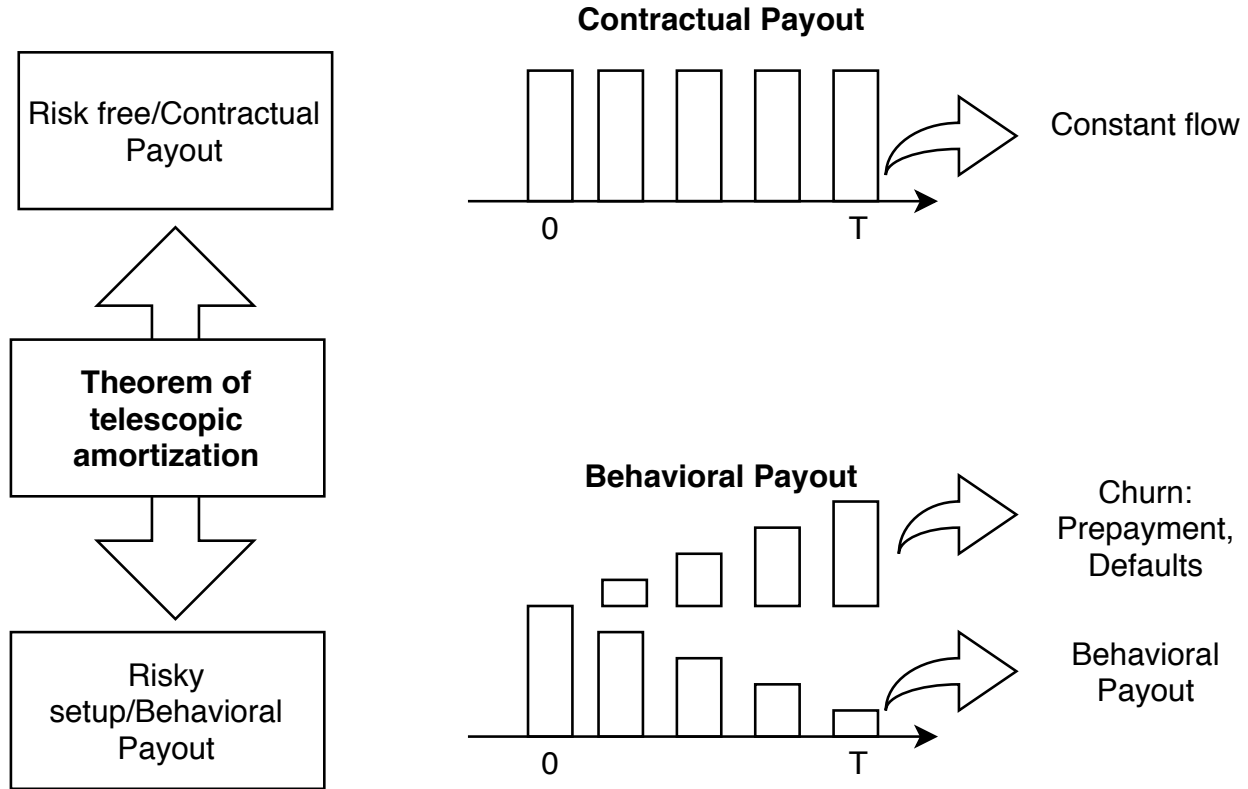 Contractual Payout
Risk free/Contractual
Payout
Constant flow
0
T
Theorem of
telescopic
amortization
Behavioral Payout
Churn:
Prepayment,
Defaults
Risky
setup/Behavioral
Payout
Behavioral
Payout
0
T